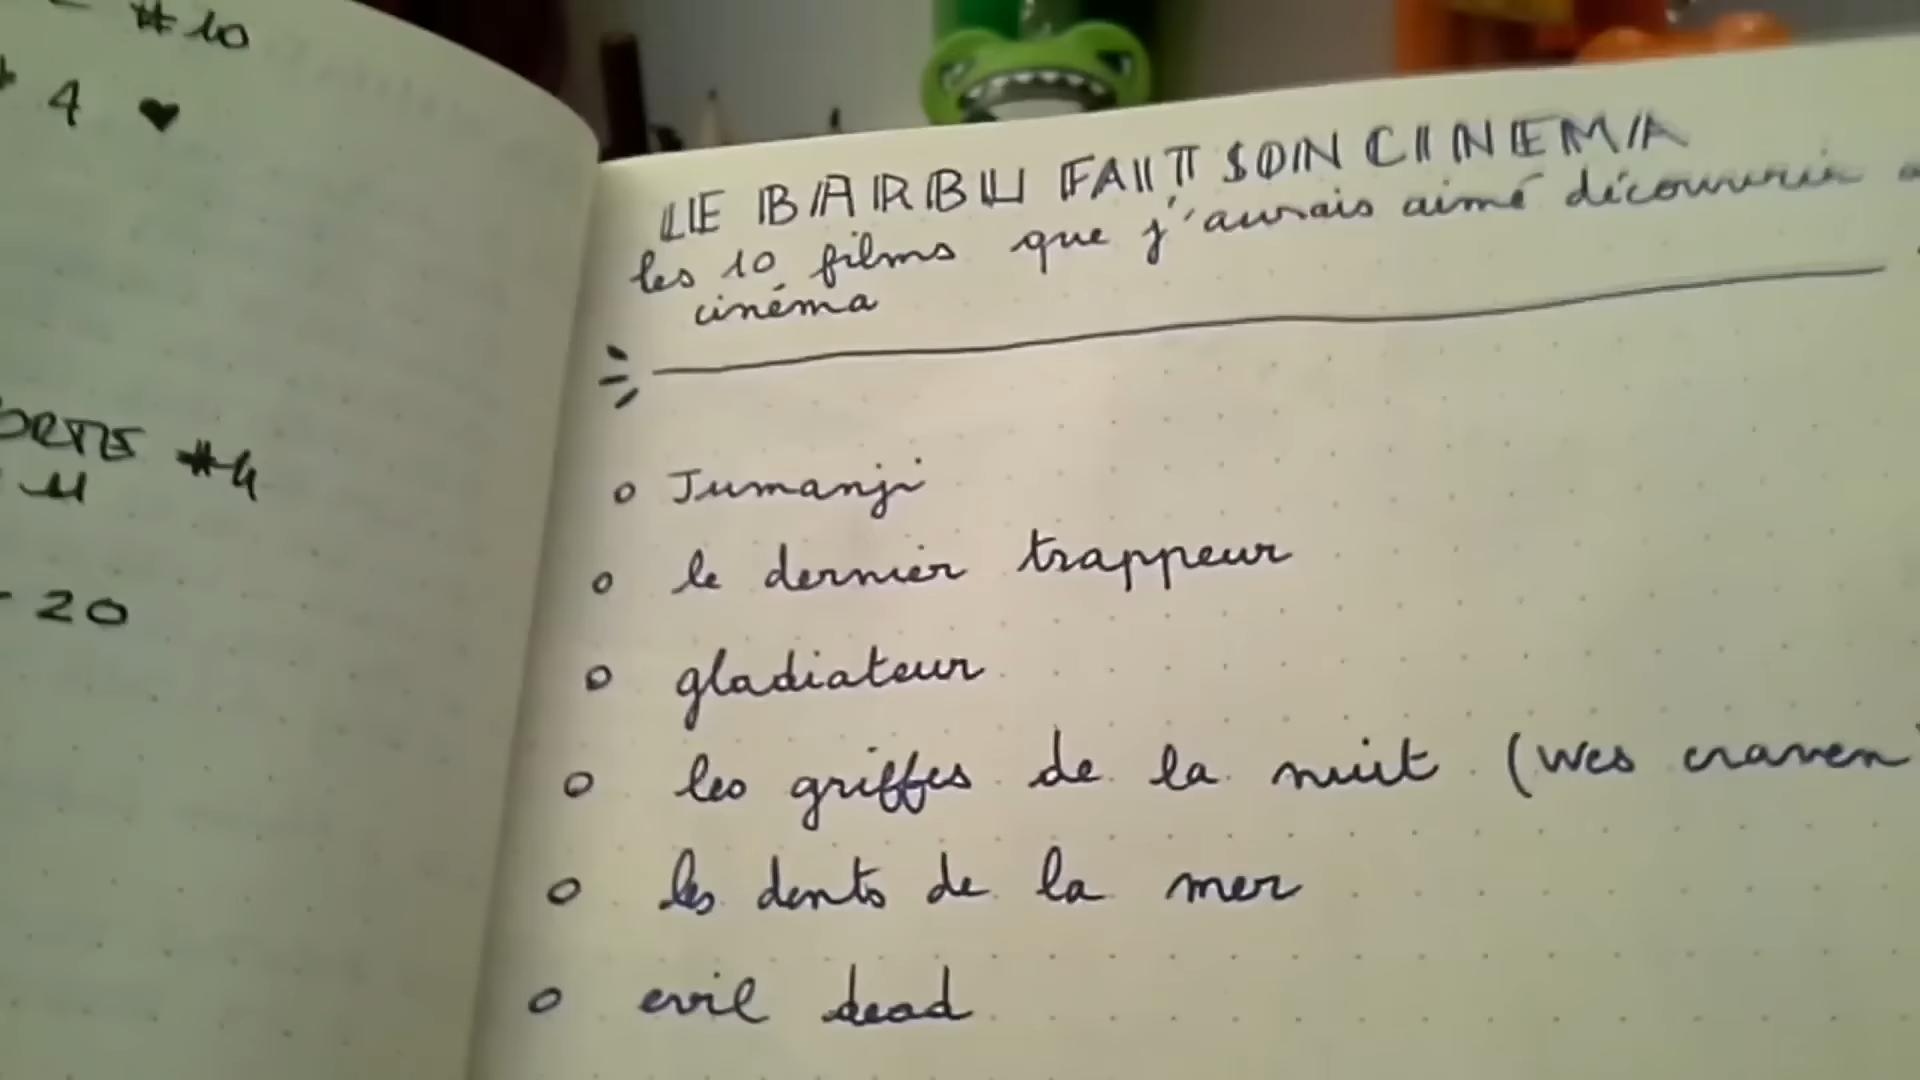 #10
4 ♥
#4
20
LE BARBU FAIT SON CINEMA
les 10 films que j'aurais aimé découvrir
cinéma
o Jumanji
o le dernier trappeur
o gladiateur
o les griffes de la nuit (Wes craven
o les dents de la mer
o evil dead